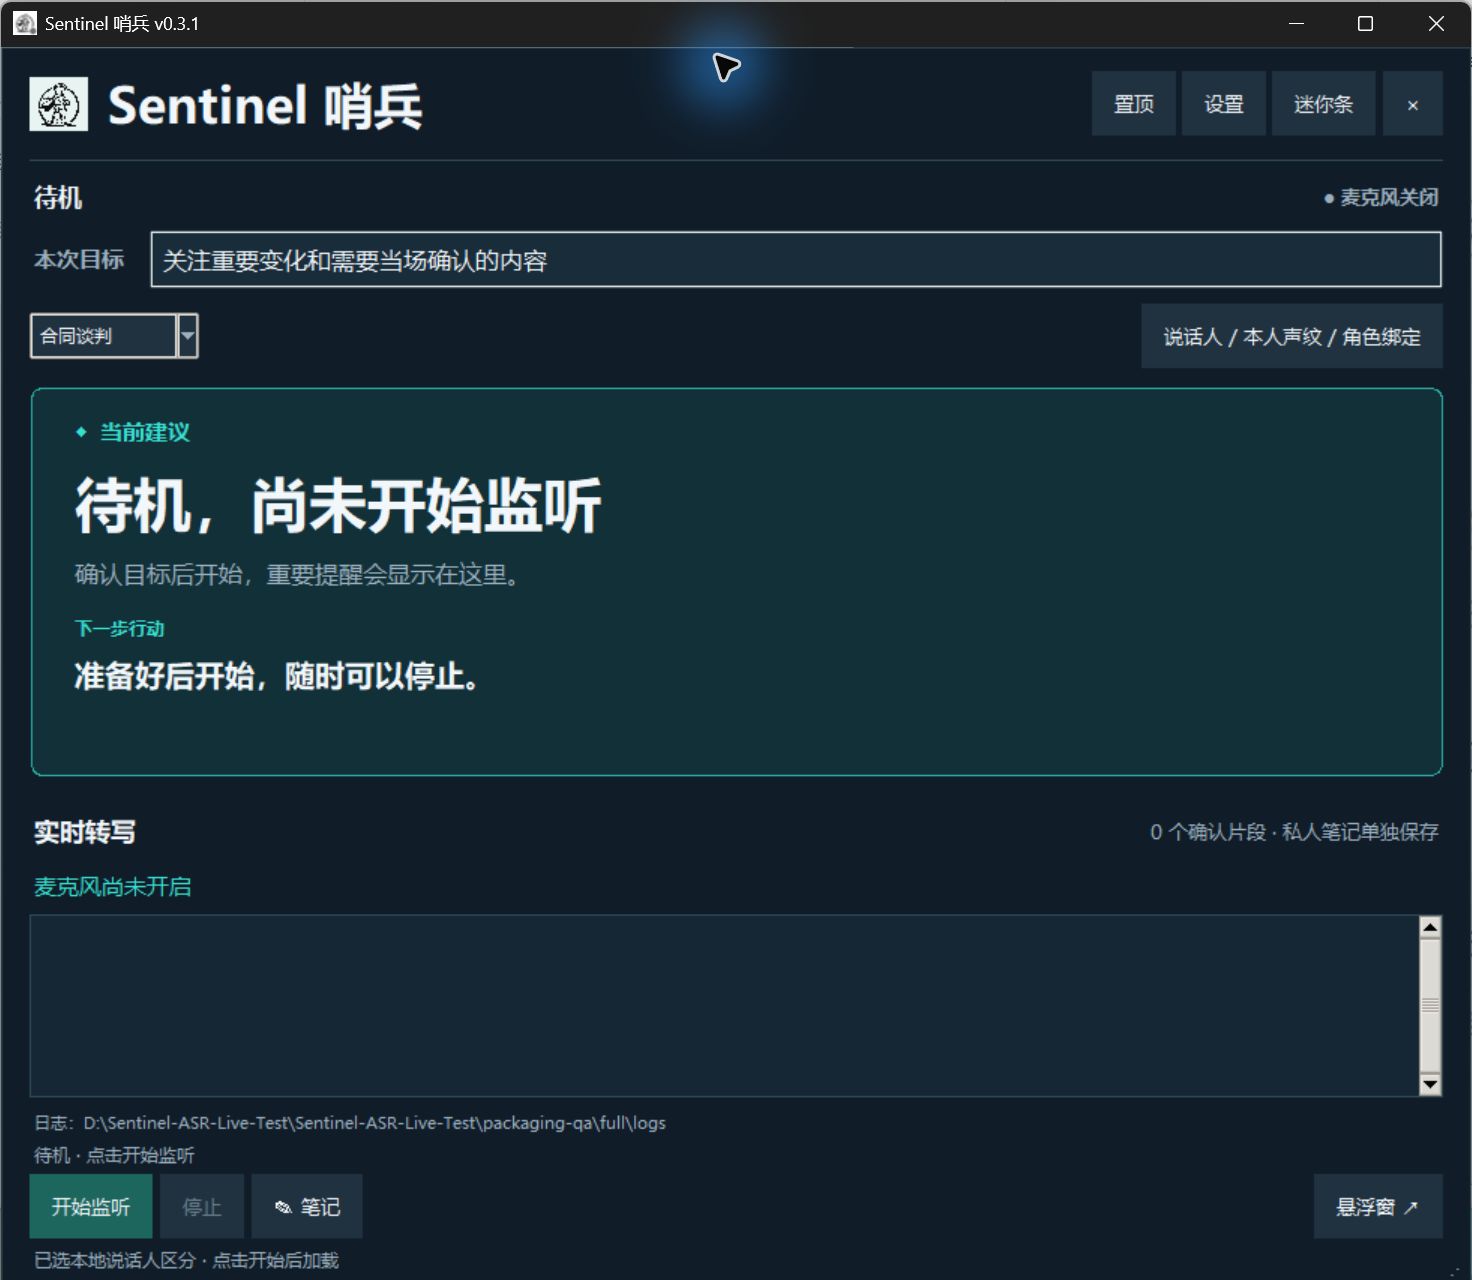 Sentinel 哨兵 v0.3.1
Sentinel 哨兵
置顶
设置
迷你条
×
待机
● 麦克风关闭
本次目标
关注重要变化和需要当场确认的内容
合同谈判
说话人 / 本人声纹 / 角色绑定
◆ 当前建议
待机，尚未开始监听
确认目标后开始，重要提醒会显示在这里。
下一步行动
准备好后开始，随时可以停止。
实时转写
0 个确认片段 · 私人笔记单独保存
麦克风尚未开启
日志：D:\Sentinel-ASR-Live-Test\Sentinel-ASR-Live-Test\packaging-qa\full\logs
待机 · 点击开始监听
开始监听
停止
✎ 笔记
悬浮窗 ↗
已选本地说话人区分 · 点击开始后加载